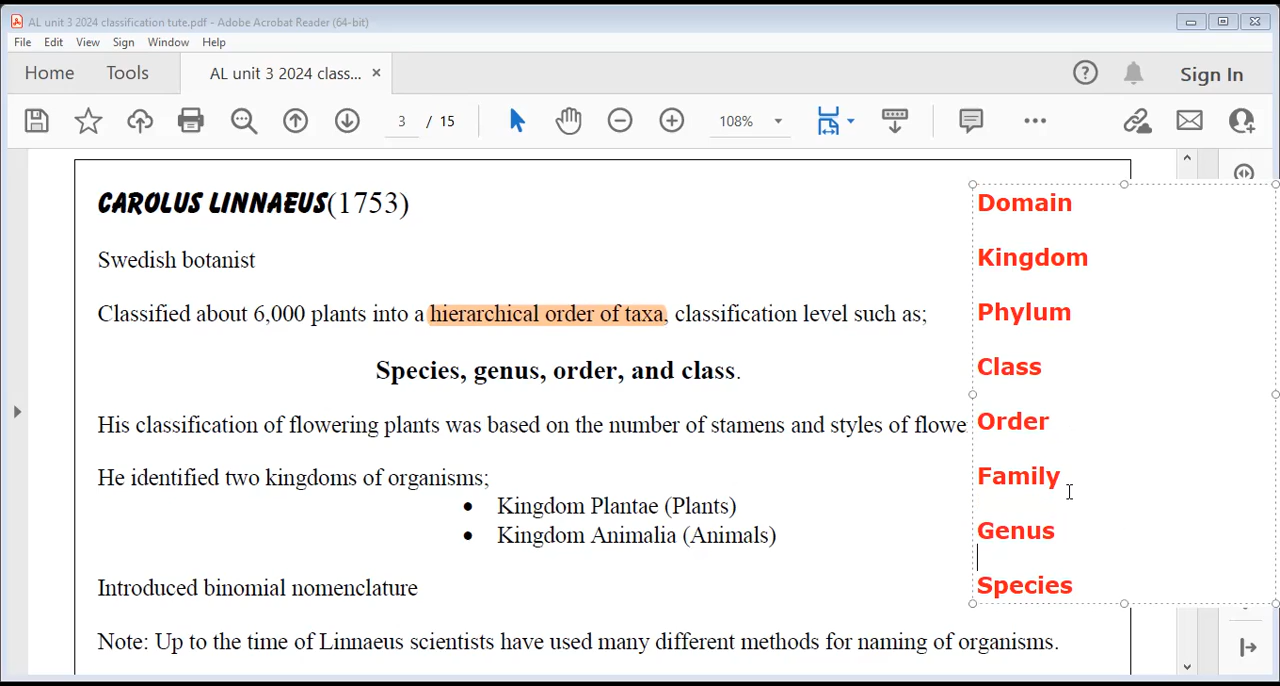 AL unit 3 2024 classification tute.pdf - Adobe Acrobat Reader (64-bit)
File Edit View Sign Window Help
Home Tools AL unit 3 2024 class... × Sign In
3 / 15 108%
CAROLUS LINNAEUS(1753)
Swedish botanist
Classified about 6,000 plants into a hierarchical order of taxa, classification level such as;
Species, genus, order, and class.
His classification of flowering plants was based on the number of stamens and styles of flowe
He identified two kingdoms of organisms;
• Kingdom Plantae (Plants)
• Kingdom Animalia (Animals)
Introduced binomial nomenclature
Note: Up to the time of Linnaeus scientists have used many different methods for naming of organisms.
Domain
Kingdom
Phylum
Class
Order
Family
Genus
Species